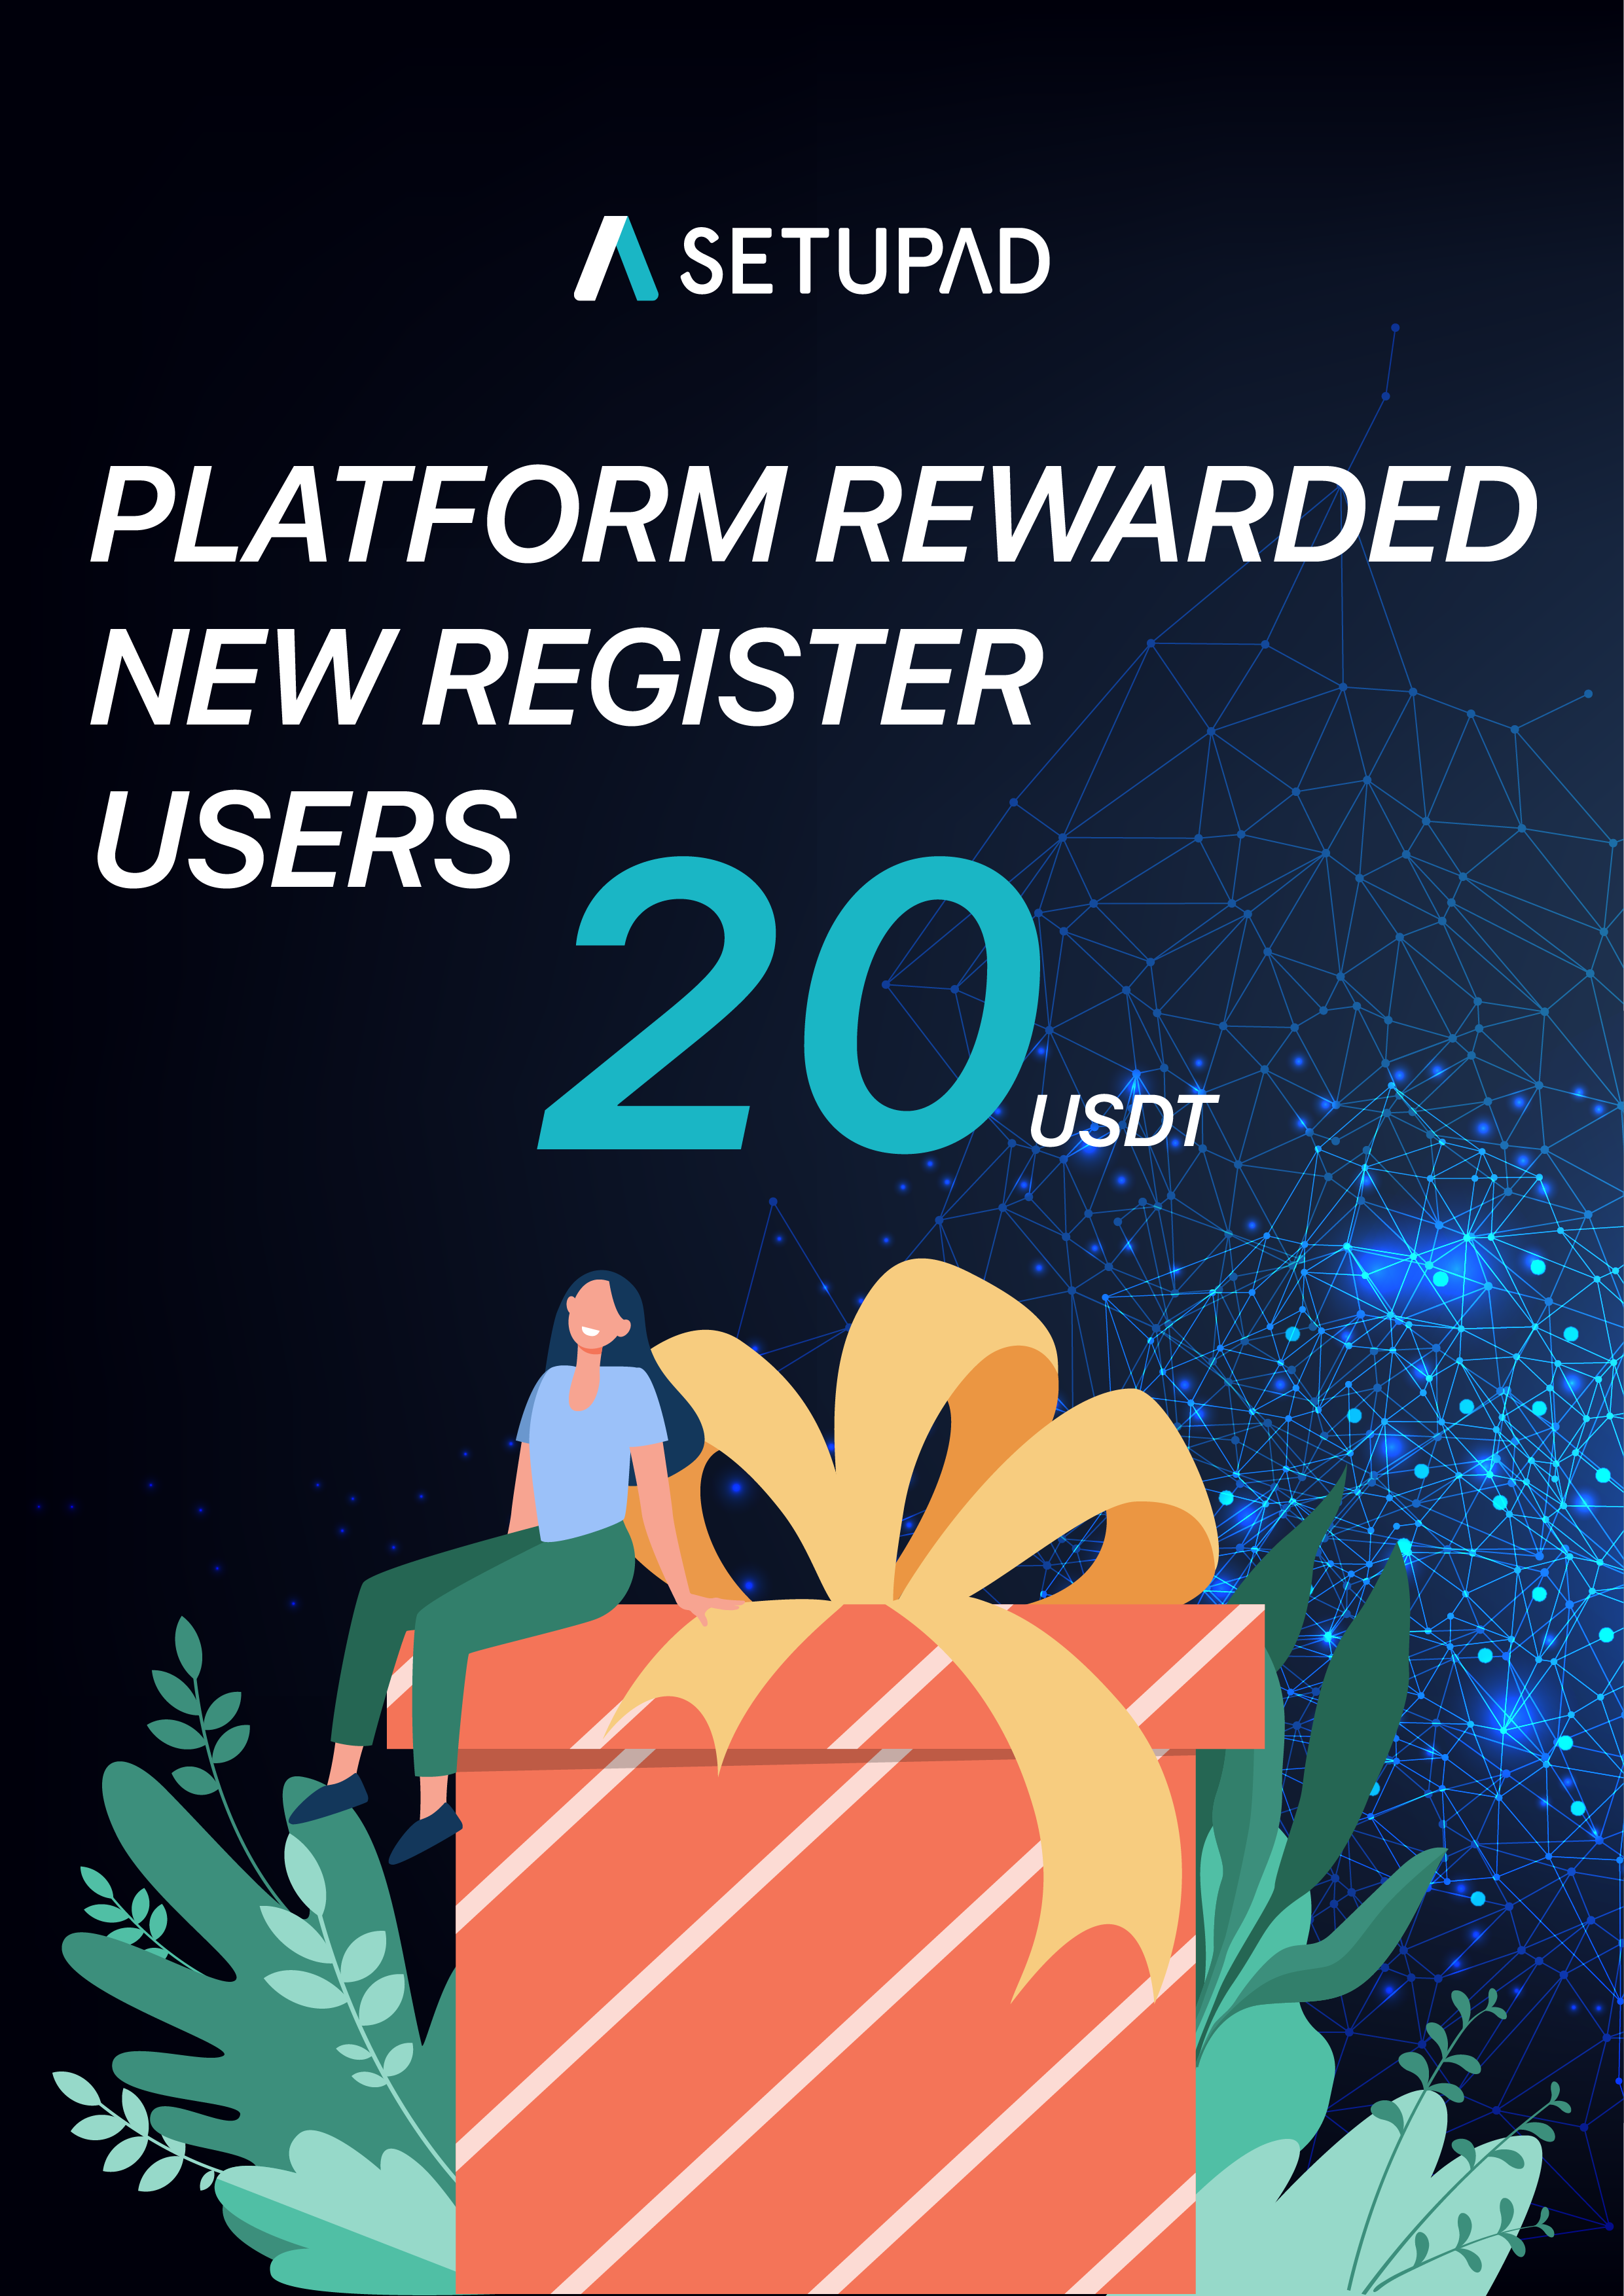 SETUPAD
PLATFORM REWARDED
NEW REGISTER
USERS
20
USDT